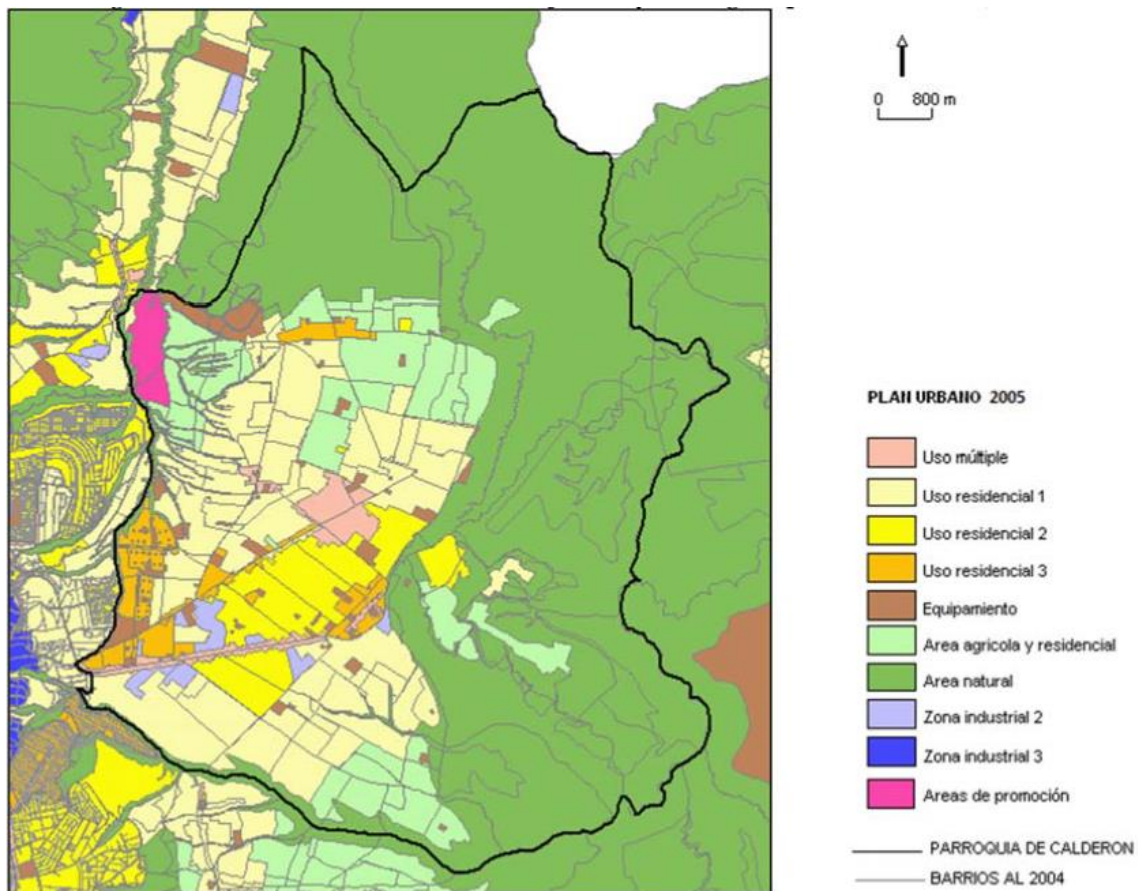 0 800 m
PLAN URBANO 2005
Uso múltiple
Uso residencial 1
Uso residencial 2
Uso residencial 3
Equipamiento
Area agrícola y residencial
Area natural
Zona industrial 2
Zona industrial 3
Areas de promoción
PARROQUIA DE CALDERON
BARRIOS AL 2004